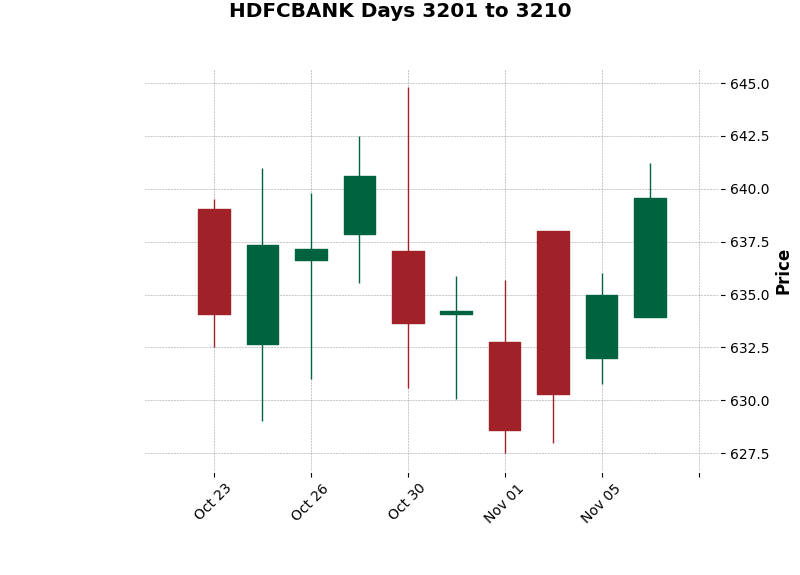 HDFCBANK Days 3201 to 3210
645.0
642.5
640.0
637.5
635.0
632.5
630.0
627.5
Price
Oct 23
Oct 26
Oct 30
Nov 01
Nov 05